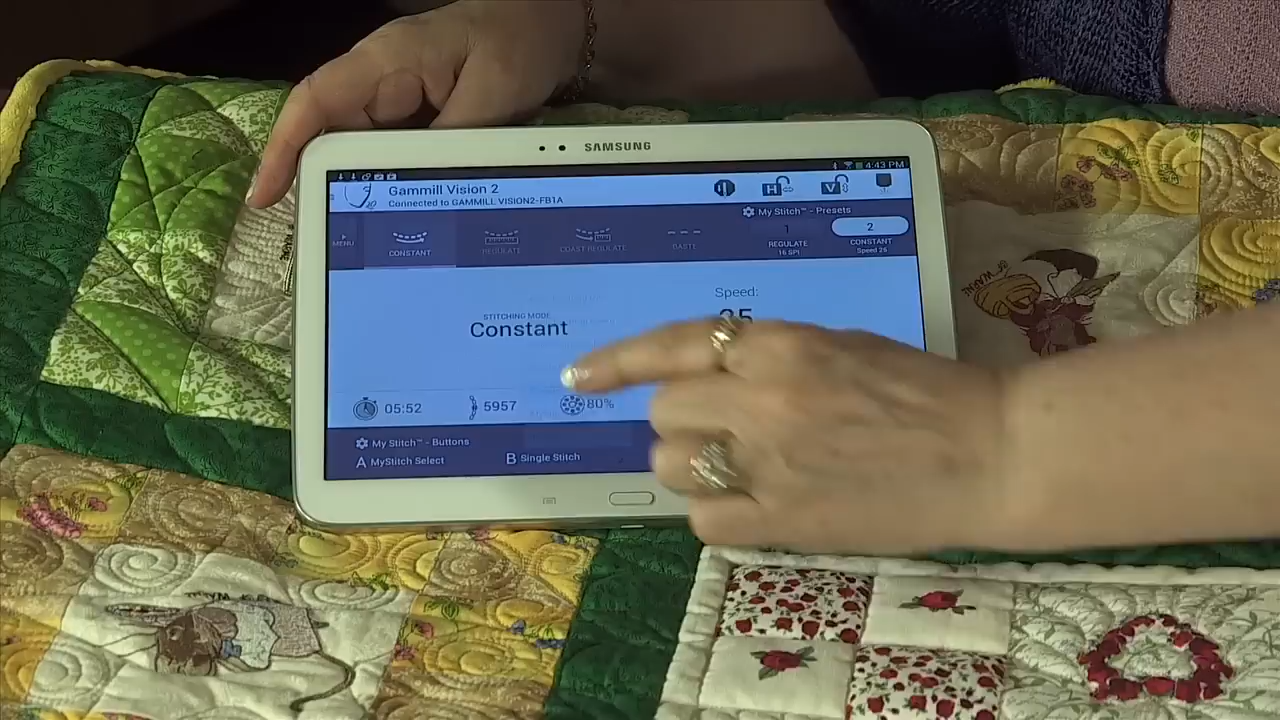 SAMSUNG
4:43 PM
Gammill Vision 2
Connected to GAMMILL VISION2-FB1A
H
V
My Stitch™ - Presets
MENU
CONSTANT
REGULATE
COAST REGULATE
BASTE
1
REGULATE
16 SPI
2
CONSTANT
Speed 25
STITCHING MODE
Constant
Speed:
05:52
5957
80%
My Stitch™ - Buttons
A MyStitch Select
B Single Stitch